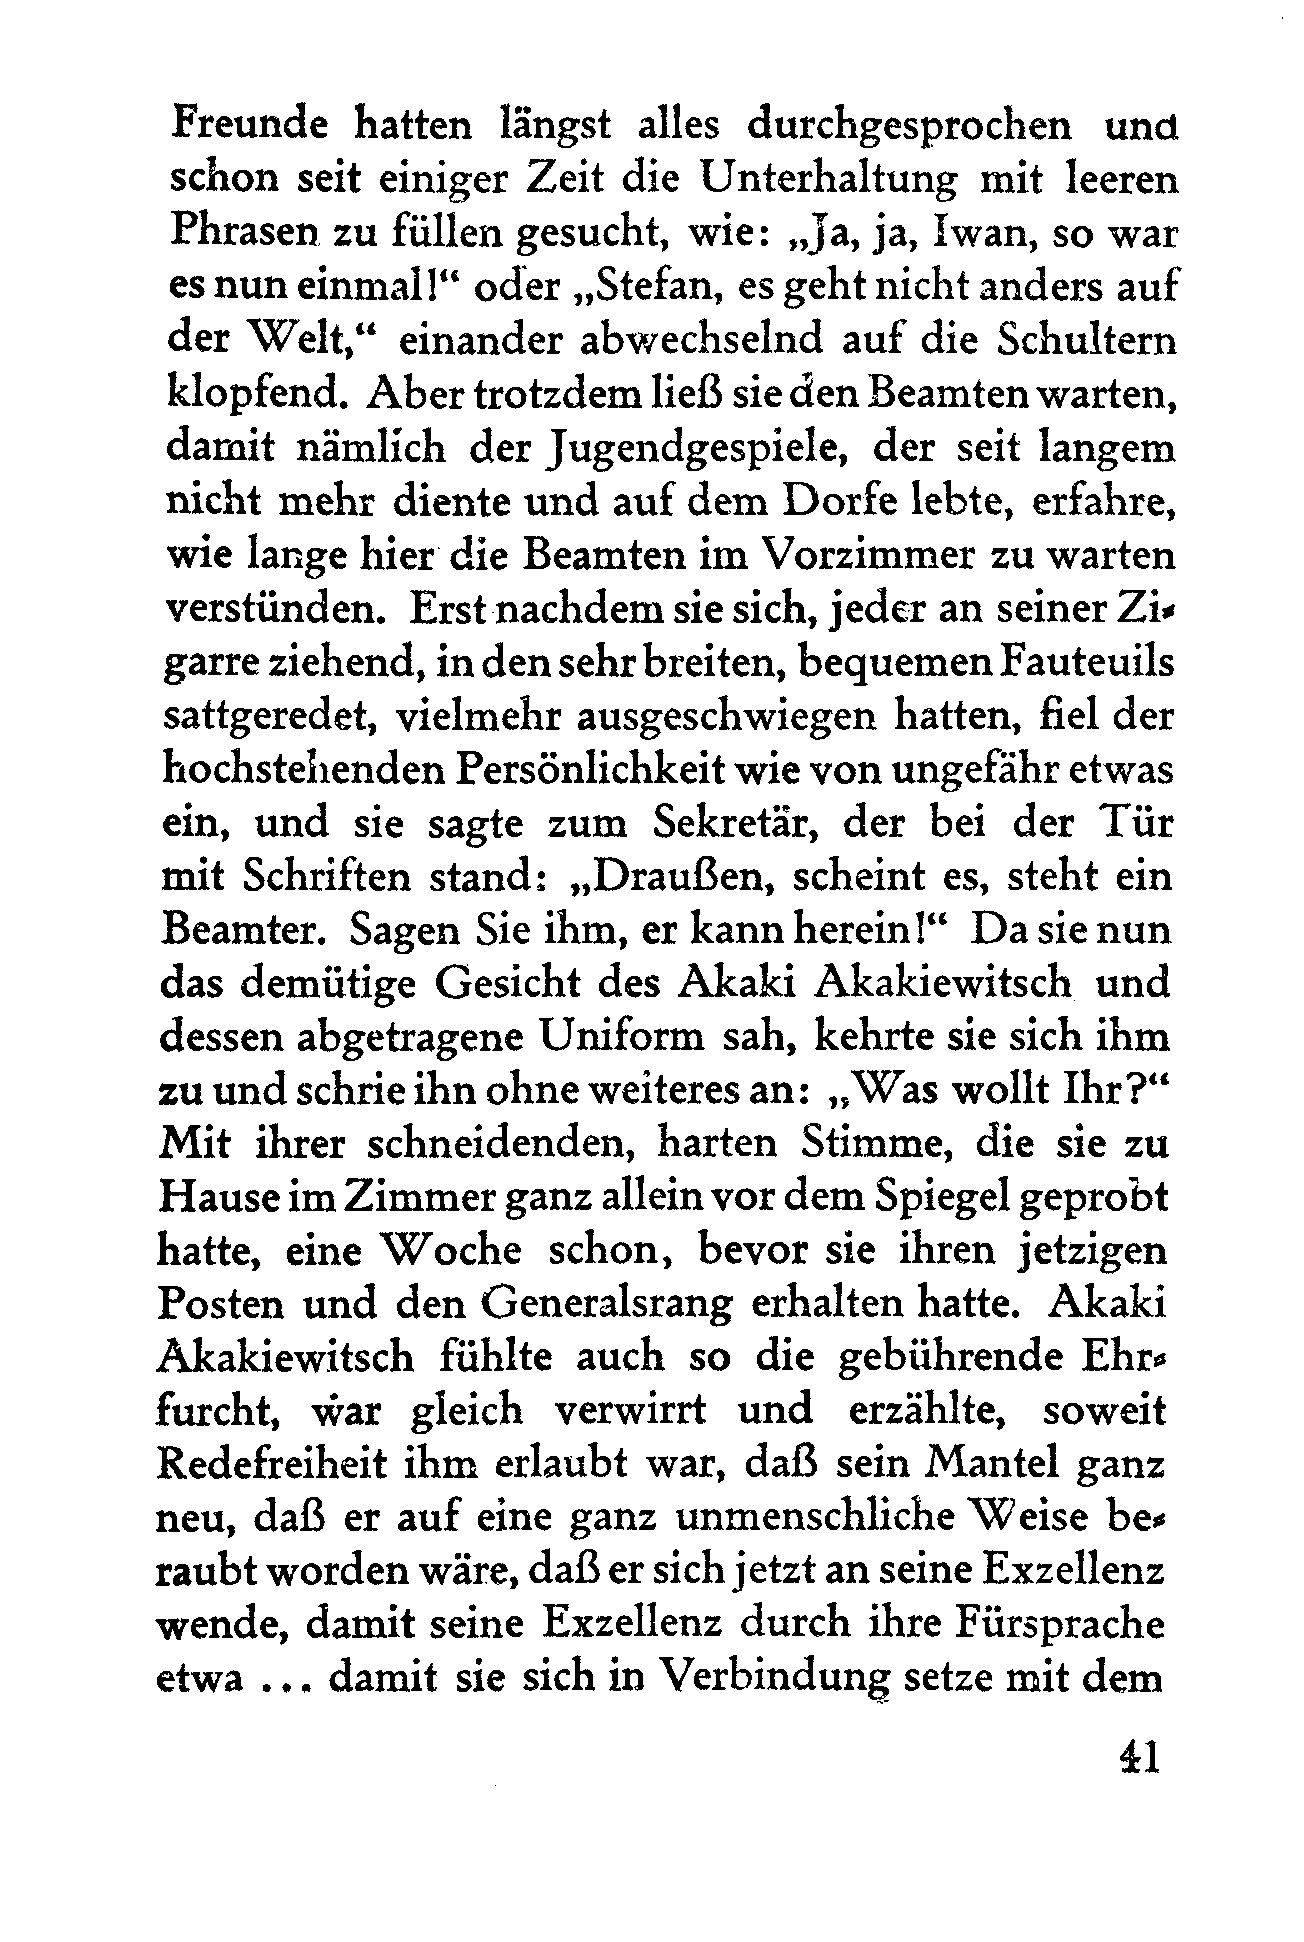 Freunde hatten längst alles durchgesprochen und
schon seit einiger Zeit die Unterhaltung mit leeren
Phrasen zu füllen gesucht, wie: „Ja, ja, Iwan, so war
es nun einmal!“ oder „Stefan, es geht nicht anders auf
der Welt,“ einander abwechselnd auf die Schultern
klopfend. Aber trotzdem ließ sie den Beamten warten,
damit nämlich der Jugendgespiele, der seit langem
nicht mehr diente und auf dem Dorfe lebte, erfahre,
wie lange hier die Beamten im Vorzimmer zu warten
verstünden. Erst nachdem sie sich, jeder an seiner Zi-
garre ziehend, in den sehr breiten, bequemen Fauteuils
sattgeredet, vielmehr ausgeschwiegen hatten, fiel der
hochstehenden Persönlichkeit wie von ungefähr etwas
ein, und sie sagte zum Sekretär, der bei der Tür
mit Schriften stand: „Draußen, scheint es, steht ein
Beamter. Sagen Sie ihm, er kann herein!“ Da sie nun
das demütige Gesicht des Akaki Akakiewitsch und
dessen abgetragene Uniform sah, kehrte sie sich ihm
zu und schrie ihn ohne weiteres an: „Was wollt Ihr?“
Mit ihrer schneidenden, harten Stimme, die sie zu
Hause im Zimmer ganz allein vor dem Spiegel geprobt
hatte, eine Woche schon, bevor sie ihren jetzigen
Posten und den Generalsrang erhalten hatte. Akaki
Akakiewitsch fühlte auch so die gebührende Ehr-
furcht, war gleich verwirrt und erzählte, soweit
Redefreiheit ihm erlaubt war, daß sein Mantel ganz
neu, daß er auf eine ganz unmenschliche Weise be-
raubt worden wäre, daß er sich jetzt an seine Exzellenz
wende, damit seine Exzellenz durch ihre Fürsprache
etwa ... damit sie sich in Verbindung setze mit dem
41